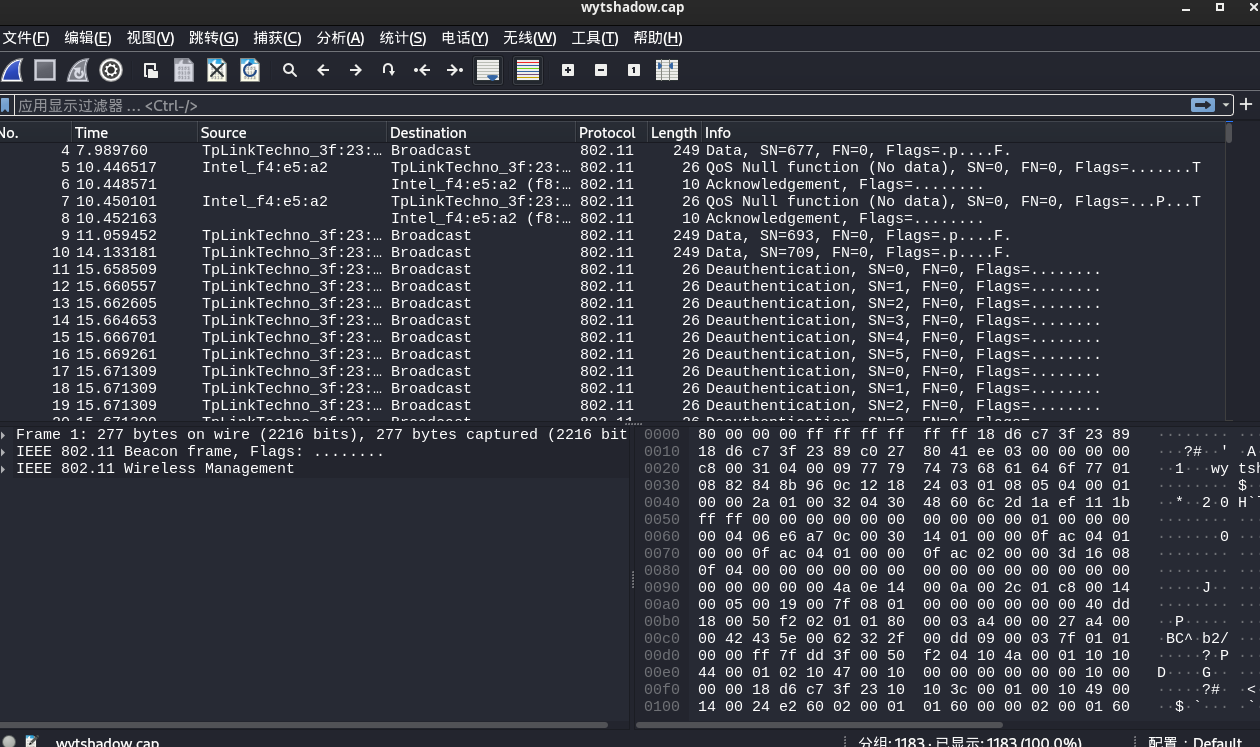 wytshadow.cap
文件(F) 编辑(E) 视图(V) 跳转(G) 捕获(C) 分析(A) 统计(S) 电话(Y) 无线(W) 工具(T) 帮助(H)
应用显示过滤器 … <Ctrl-/>
No. Time Source Destination Protocol Length Info
4 7.989760 TpLinkTechno_3f:23:… Broadcast 802.11 249 Data, SN=677, FN=0, Flags=.p....F.
5 10.446517 Intel_f4:e5:a2 TpLinkTechno_3f:23:… 802.11 26 QoS Null function (No data), SN=0, FN=0, Flags=.......T
6 10.448571 Intel_f4:e5:a2 (f8:… 802.11 10 Acknowledgement, Flags=........
7 10.450101 Intel_f4:e5:a2 TpLinkTechno_3f:23:… 802.11 26 QoS Null function (No data), SN=0, FN=0, Flags=...P...T
8 10.452163 Intel_f4:e5:a2 (f8:… 802.11 10 Acknowledgement, Flags=........
9 11.059452 TpLinkTechno_3f:23:… Broadcast 802.11 249 Data, SN=693, FN=0, Flags=.p....F.
10 14.133181 TpLinkTechno_3f:23:… Broadcast 802.11 249 Data, SN=709, FN=0, Flags=.p....F.
11 15.658509 TpLinkTechno_3f:23:… Broadcast 802.11 26 Deauthentication, SN=0, FN=0, Flags=........
12 15.660557 TpLinkTechno_3f:23:… Broadcast 802.11 26 Deauthentication, SN=1, FN=0, Flags=........
13 15.662605 TpLinkTechno_3f:23:… Broadcast 802.11 26 Deauthentication, SN=2, FN=0, Flags=........
14 15.664653 TpLinkTechno_3f:23:… Broadcast 802.11 26 Deauthentication, SN=3, FN=0, Flags=........
15 15.666701 TpLinkTechno_3f:23:… Broadcast 802.11 26 Deauthentication, SN=4, FN=0, Flags=........
16 15.669261 TpLinkTechno_3f:23:… Broadcast 802.11 26 Deauthentication, SN=5, FN=0, Flags=........
17 15.671309 TpLinkTechno_3f:23:… Broadcast 802.11 26 Deauthentication, SN=0, FN=0, Flags=........
18 15.671309 TpLinkTechno_3f:23:… Broadcast 802.11 26 Deauthentication, SN=1, FN=0, Flags=........
19 15.671309 TpLinkTechno_3f:23:… Broadcast 802.11 26 Deauthentication, SN=2, FN=0, Flags=........
Frame 1: 277 bytes on wire (2216 bits), 277 bytes captured (2216 bit
IEEE 802.11 Beacon frame, Flags: ........
IEEE 802.11 Wireless Management
0000 80 00 00 00 ff ff ff ff ff ff 18 d6 c7 3f 23 89 ········ ··
0010 18 d6 c7 3f 23 89 c0 27 80 41 ee 03 00 00 00 00 ···?#··' ·A
0020 c8 00 31 04 00 09 77 79 74 73 68 61 64 6f 77 01 ··1···wy tsh
0030 08 82 84 8b 96 0c 12 18 24 03 01 08 05 04 00 01 ········ $··
0040 00 00 2a 01 00 32 04 30 48 60 6c 2d 1a ef 11 1b ··*··2·0 H`l
0050 ff ff 00 00 00 00 00 00 00 00 00 01 00 00 00 00 ········ ···
0060 00 04 06 e6 a7 0c 00 30 14 01 00 00 0f ac 04 01 ·······0 ···
0070 00 00 0f ac 04 01 00 00 0f ac 02 00 00 3d 16 08 ········ ···
0080 0f 04 00 00 00 00 00 00 00 00 00 00 00 00 00 00 ········ ···
0090 00 00 00 00 00 4a 0e 14 00 0a 00 2c 01 c8 00 14 ·····J·· ···
00a0 00 05 00 19 00 7f 08 01 00 00 00 00 00 00 40 dd ········ ···
00b0 18 00 50 f2 02 01 01 80 00 03 a4 00 00 27 a4 00 ··P····· ···
00c0 00 42 43 5e 00 62 32 2f 00 dd 09 00 03 7f 01 01 ·BC^·b2/ ···
00d0 00 00 ff 7f dd 3f 00 50 f2 04 10 4a 00 01 10 10 ·····?·P ···
00e0 44 00 01 02 10 47 00 10 00 00 00 00 00 00 10 00 D····G·· ···
00f0 00 00 18 d6 c7 3f 23 10 10 3c 00 01 00 10 49 00 ·····?#· ·<
0100 14 00 24 e2 60 02 00 01 01 60 00 00 02 00 01 60 ··$·`··· ·`
wytshadow.cap 分组: 1183 · 已显示: 1183 (100.0%) 配置：Default